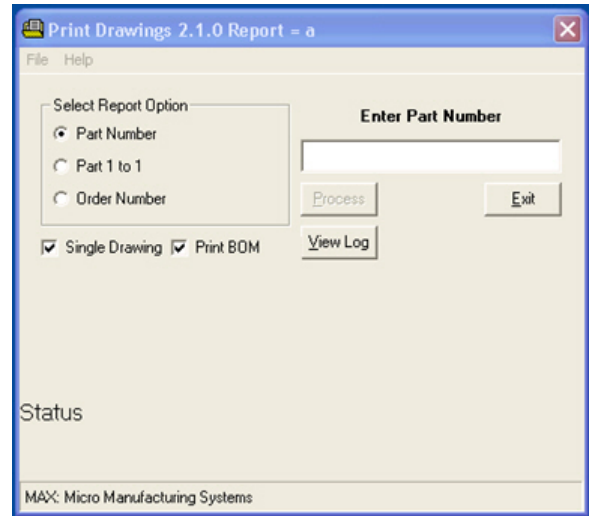 Print Drawings 2.1.0 Report = a
File Help
Select Report Option
Part Number
Part 1 to 1
Order Number
Enter Part Number
Process
Exit
Single Drawing
Print BOM
View Log
Status
MAX: Micro Manufacturing Systems